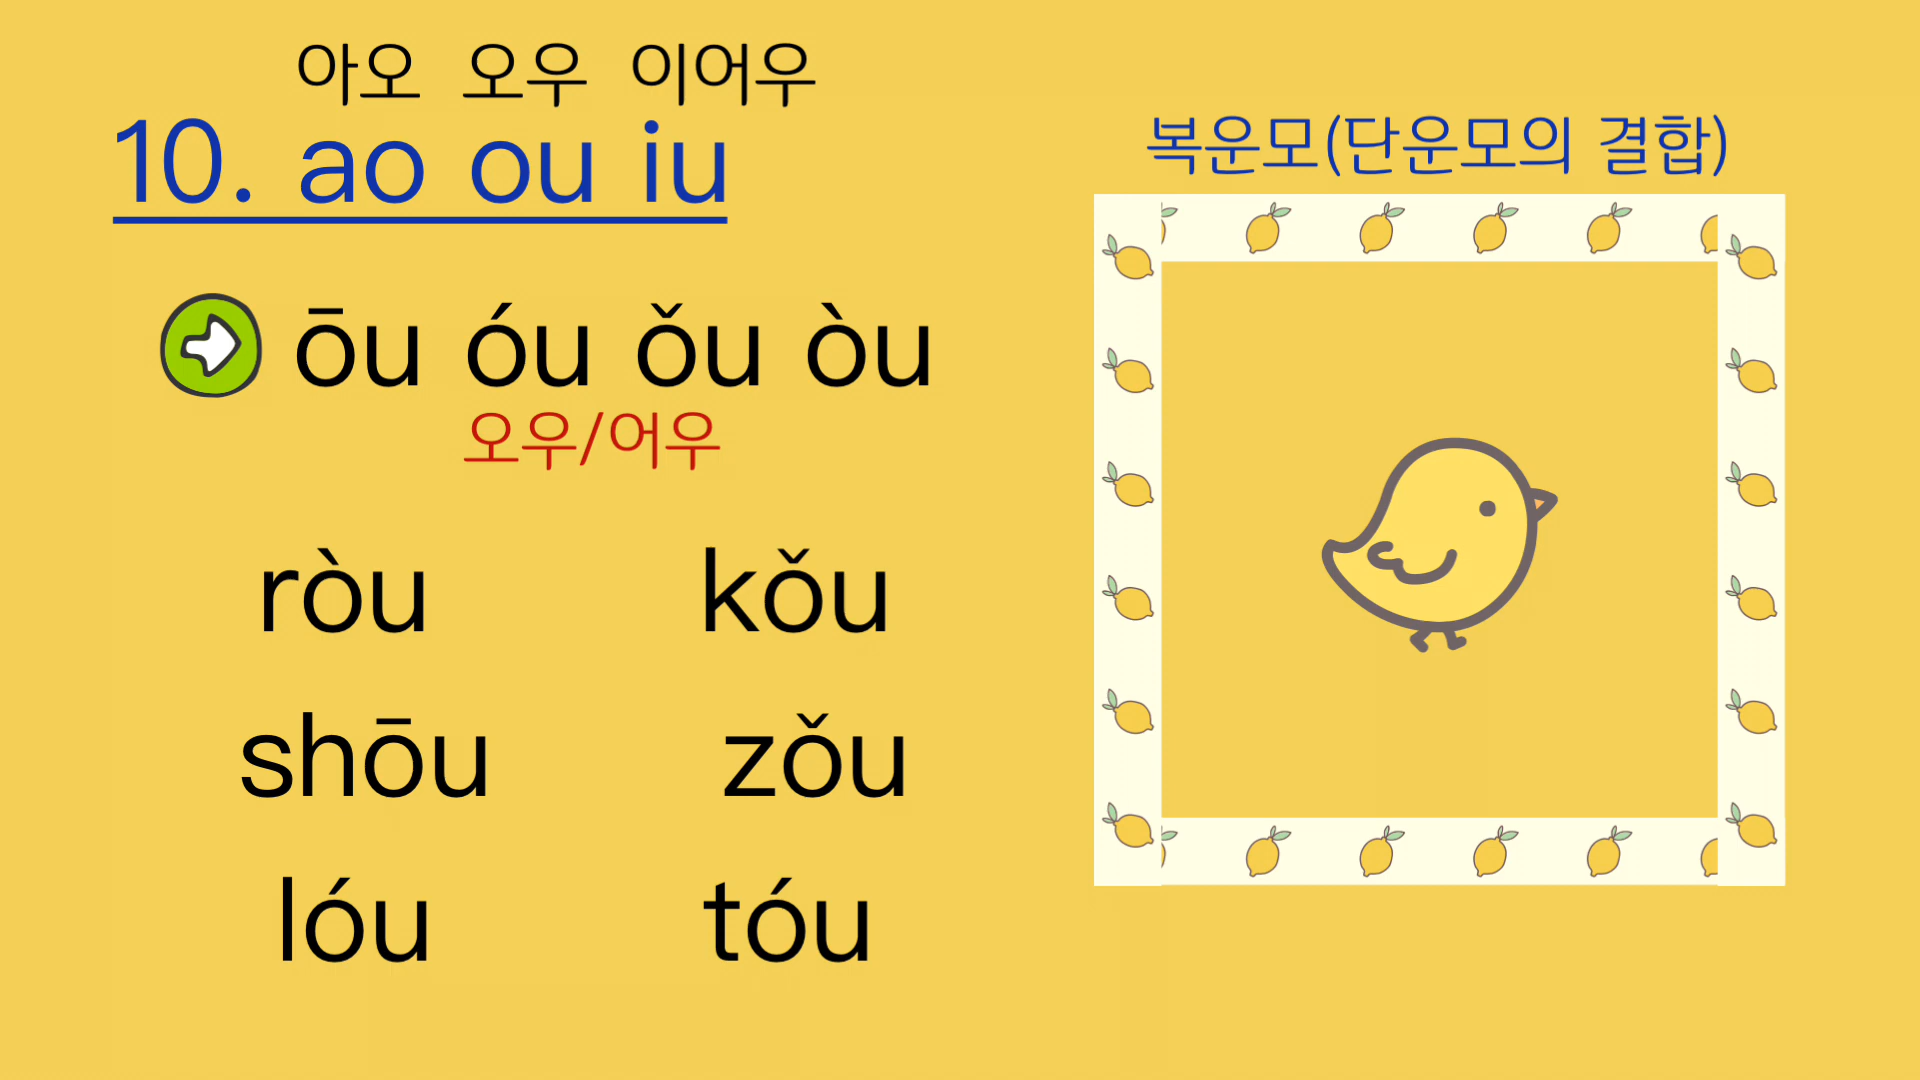 아오 오우 이어우
10. ao ou iu
복운모(단운모의 결합)
ōu óu ǒu òu
오우/어우
ròu kǒu
shōu zǒu
lóu tóu